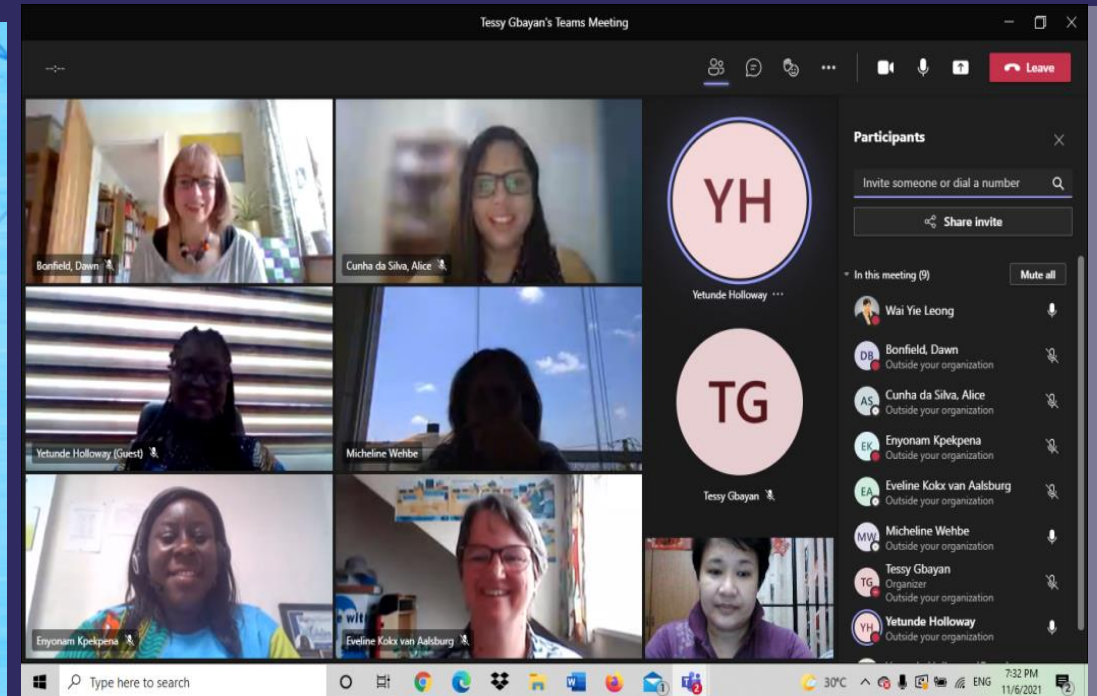 Tessy Gbayan's Teams Meeting
--:--
Leave
Bonfield, Dawn
Cunha da Silva, Alice
Yetunde Holloway (Guest)
Micheline Wehbe
Enyonam Kpekpena
Eveline Kokx van Aalsburg
YH
Yetunde Holloway ...
TG
Tessy Gbayan
Participants
Invite someone or dial a number
Share invite
In this meeting (9)
Mute all
Wai Yie Leong
DB
Bonfield, Dawn
Outside your organization
AS
Cunha da Silva, Alice
Outside your organization
EK
Enyonam Kpekpena
Outside your organization
EA
Eveline Kokx van Aalsburg
Outside your organization
MW
Micheline Wehbe
Outside your organization
TG
Tessy Gbayan
Organizer
Outside your organization
YH
Yetunde Holloway
Outside your organization
Type here to search
30°C
ENG
7:32 PM
11/6/2021
2